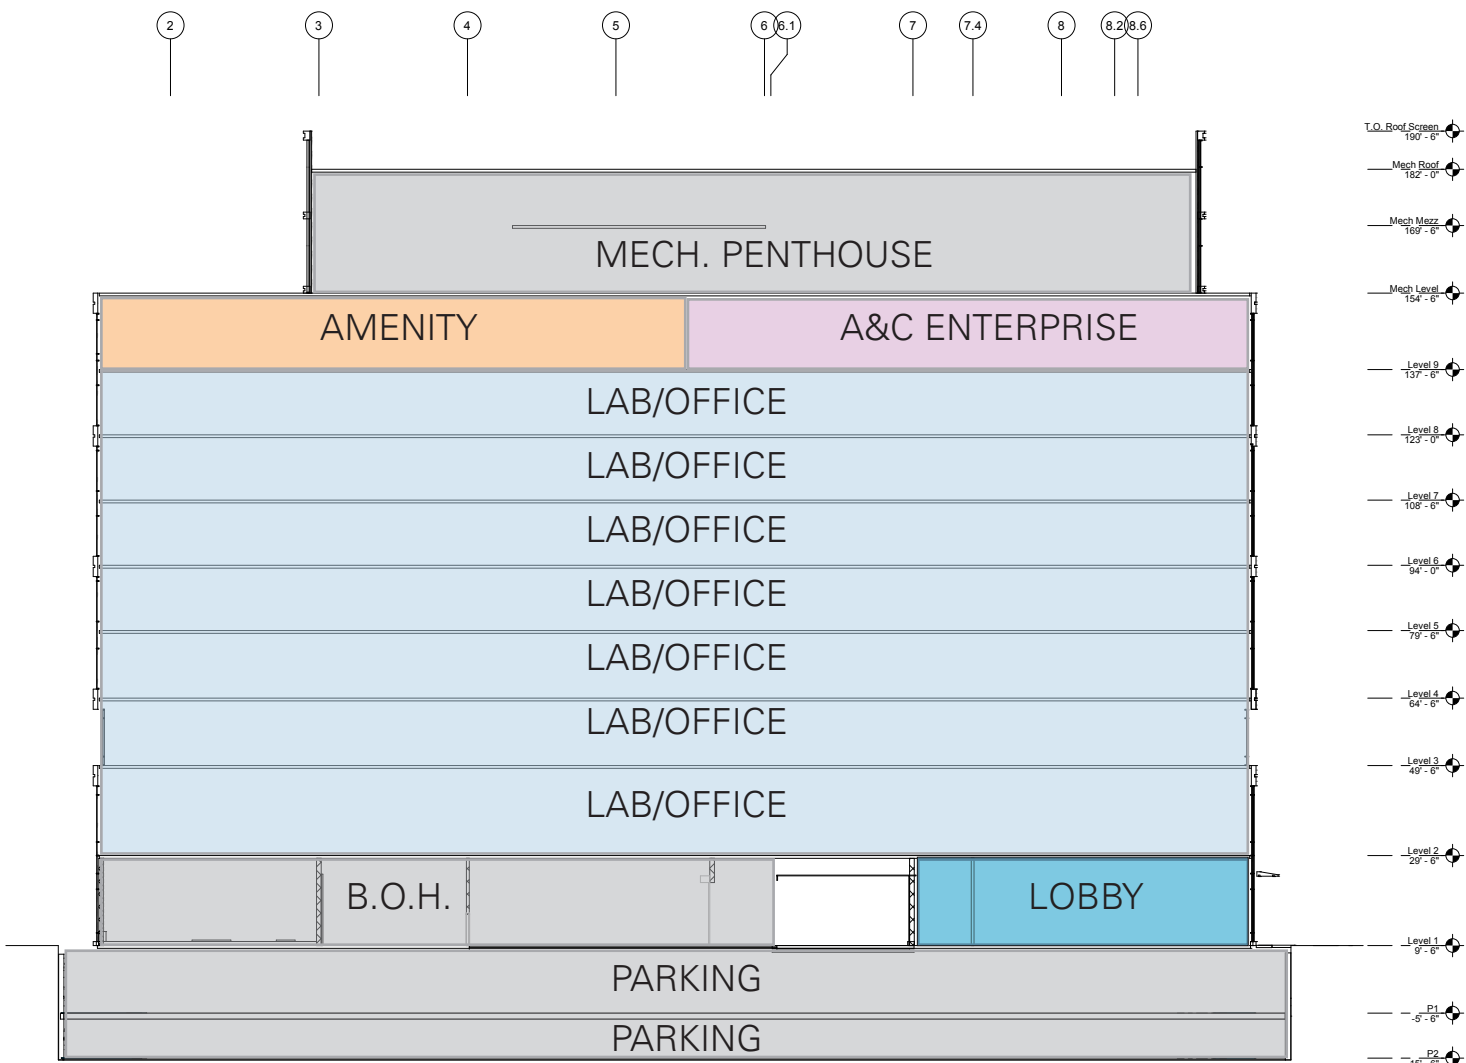 2 3 4 5 6 6.1 7 7.4 8 8.2 8.6
T.O. Roof Screen
190' - 6"
Mech Roof
182' - 0"
Mech Mezz
169' - 6"
MECH. PENTHOUSE
Mech Level
154' - 6"
AMENITY A&C ENTERPRISE
Level 9
137' - 6"
LAB/OFFICE
Level 8
123' - 0"
LAB/OFFICE
Level 7
108' - 6"
LAB/OFFICE
Level 6
94' - 0"
LAB/OFFICE
Level 5
79' - 6"
LAB/OFFICE
Level 4
64' - 6"
LAB/OFFICE
Level 3
49' - 6"
LAB/OFFICE
Level 2
29' - 6"
B.O.H. LOBBY
Level 1
9' - 6"
PARKING
P1
-5' - 6"
PARKING
P2
-15' - 6"